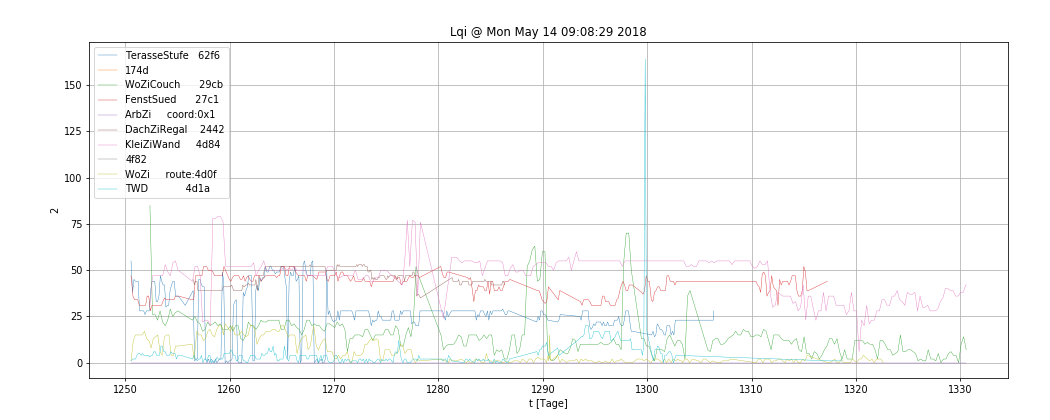 Lqi @ Mon May 14 09:08:29 2018
TerasseStufe 62f6
174d
WoZiCouch 29cb
FenstSued 27c1
ArbZi coord:0x1
DachZiRegal 2442
KleiZiWand 4d84
4f82
WoZi route:4d0f
TWD 4d1a
150
125
100
75
50
25
0
2
1250 1260 1270 1280 1290 1300 1310 1320 1330
t [Tage]